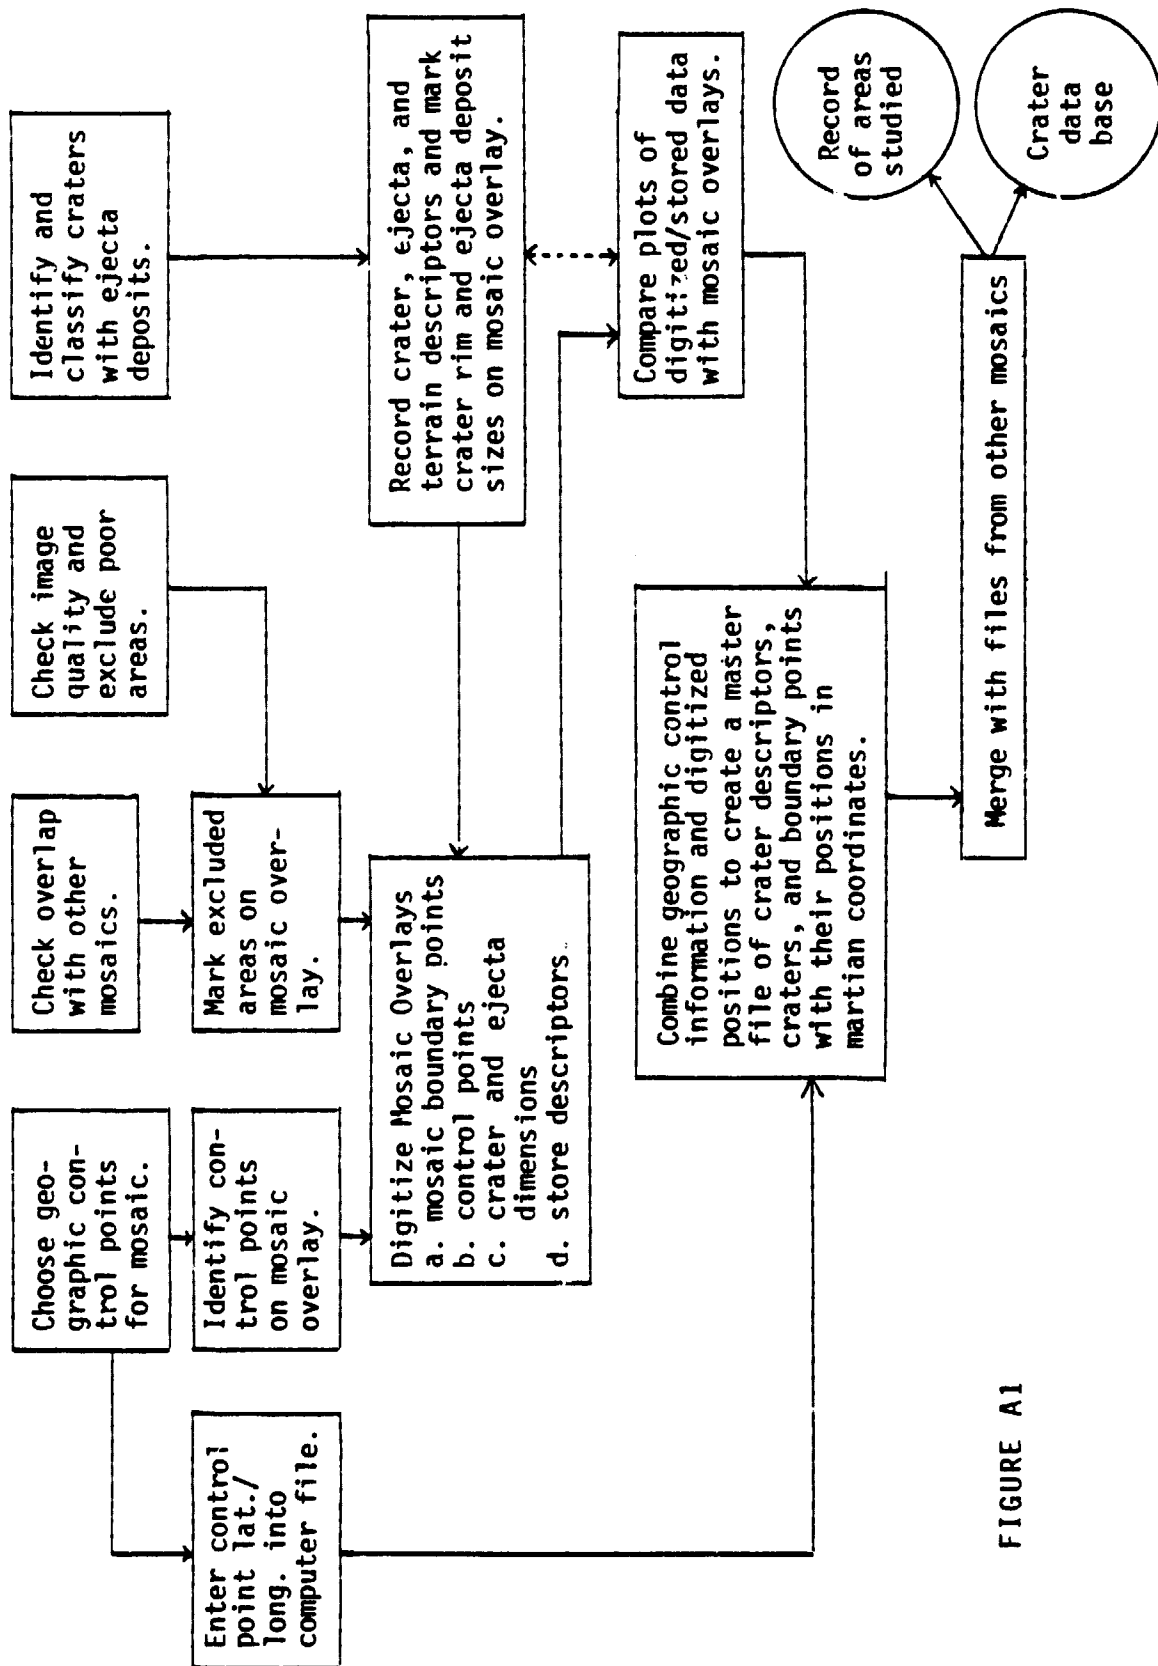 Choose geo-
graphic con-
trol points
for mosaic.
Check overlap
with other
mosaics.
Check image
quality and
exclude poor
areas.
Identify and
classify craters
with ejecta
deposits.
Enter control
point lat./
long. into
computer file.
Identify con-
trol points
on mosaic
overlay.
Mark excluded
areas on
mosaic over-
lay.
Record crater, ejecta, and
terrain descriptors and mark
crater rim and ejecta deposit
sizes on mosaic overlay.
Digitize Mosaic Overlays
a. mosaic boundary points
b. control points
c. crater and ejecta
dimensions
d. store descriptors.
Compare plots of
digitized/stored data
with mosaic overlays.
Combine geographic control
information and digitized
positions to create a master
file of crater descriptors,
craters, and boundary points
with their positions in
martian coordinates.
Merge with files from other mosaics
Record
of areas
studied
Crater
data
base
FIGURE A1